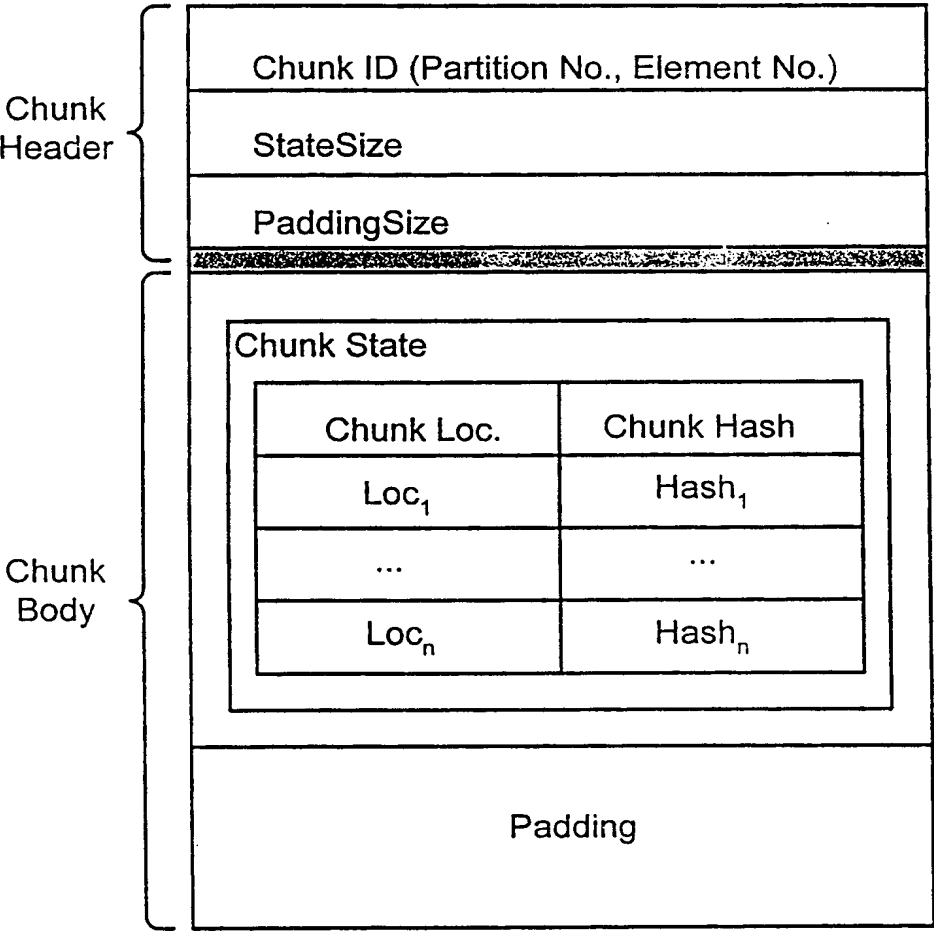 Chunk ID (Partition No., Element No.)
Chunk
Header
StateSize
PaddingSize
Chunk State
Chunk Loc. Chunk Hash
Loc1 Hash1
... ...
Chunk
Body
Locn Hashn
Padding